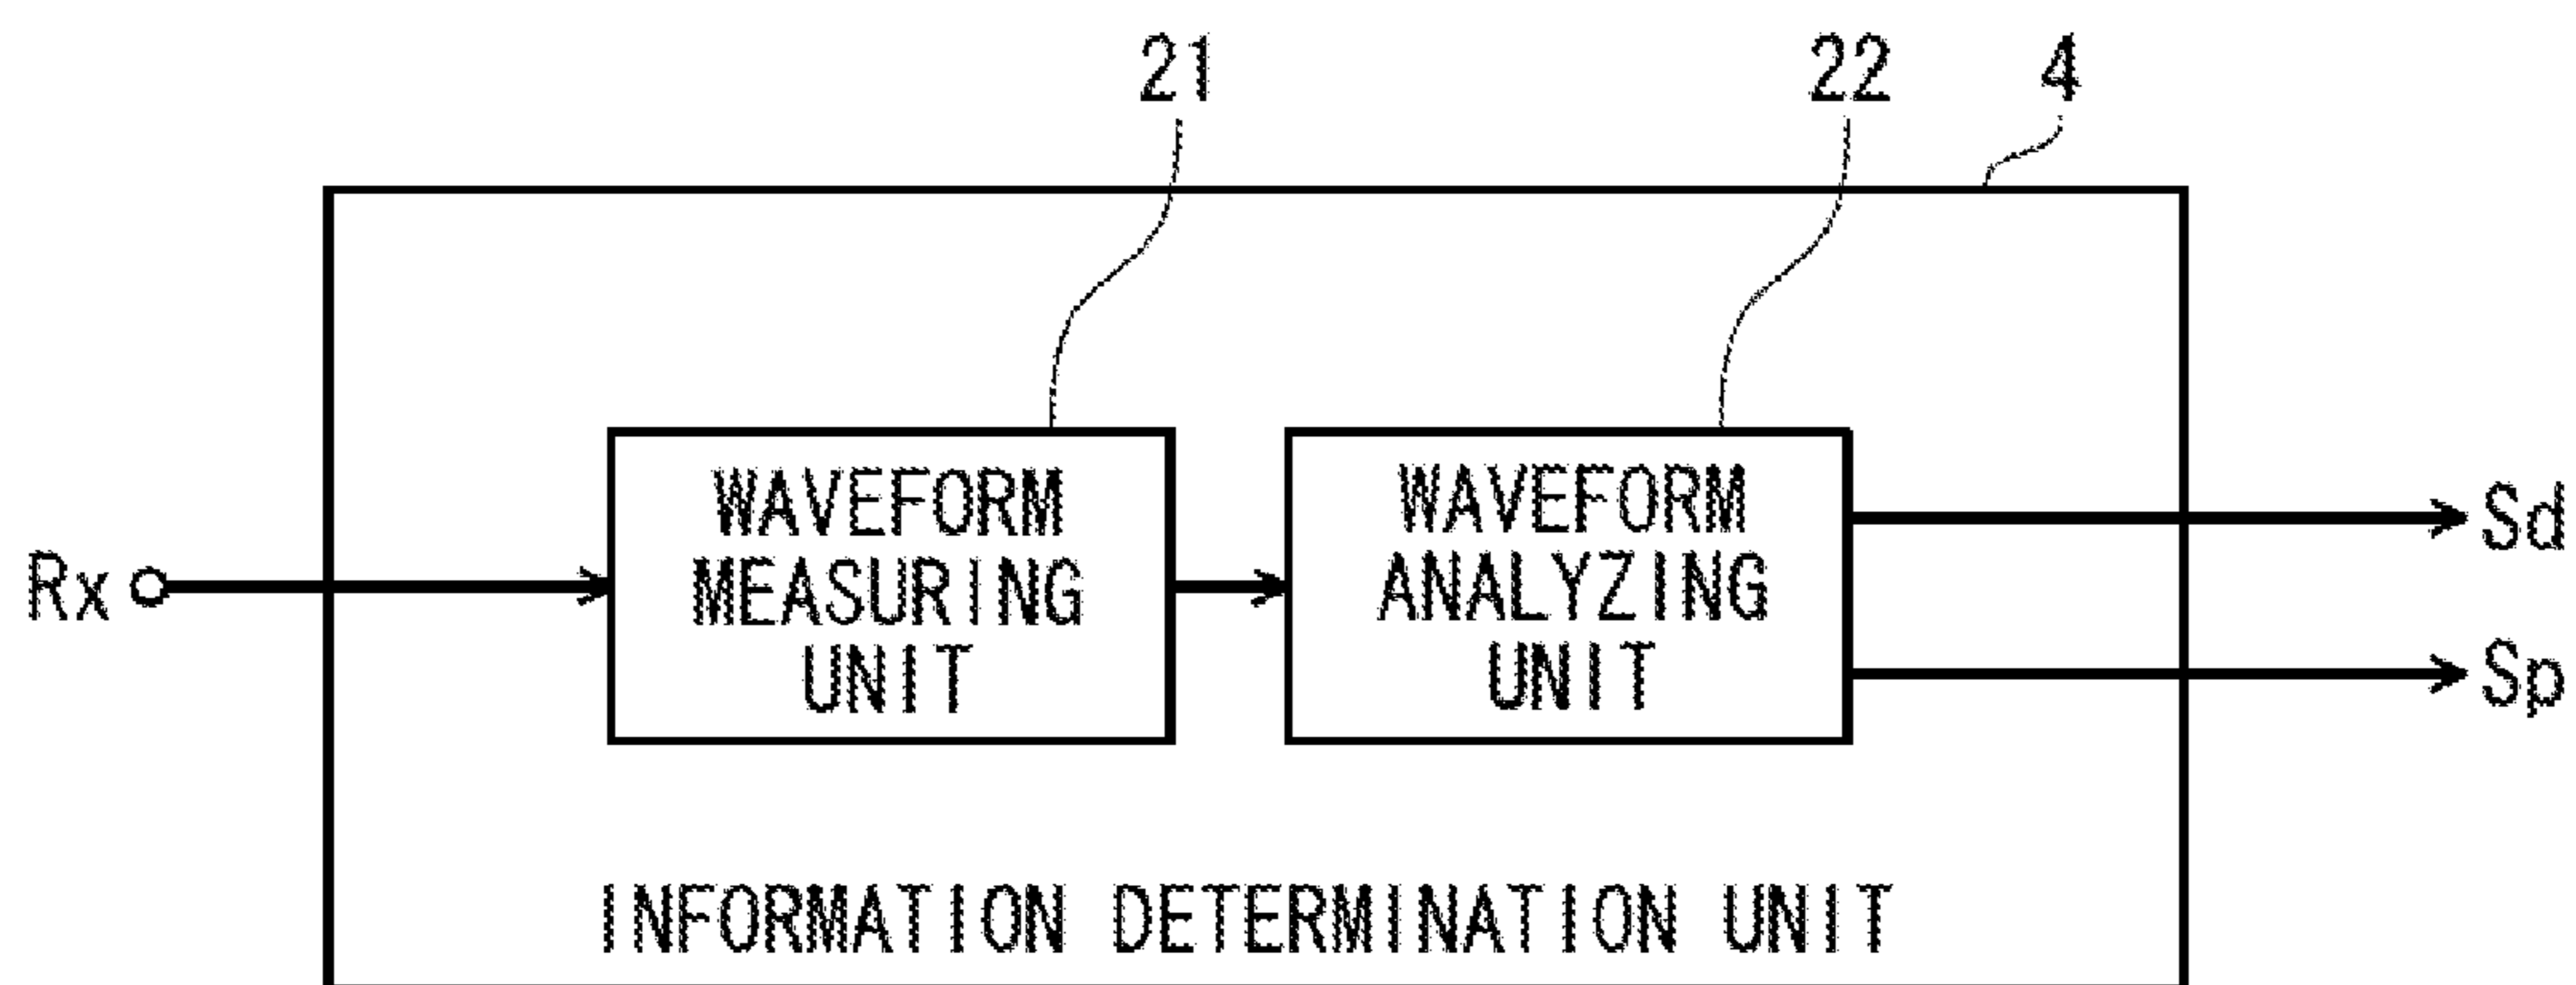 21
22
4
WAVEFORM
MEASURING
UNIT
WAVEFORM
ANALYZING
UNIT
Rx
Sd
Sp
INFORMATION DETERMINATION UNIT